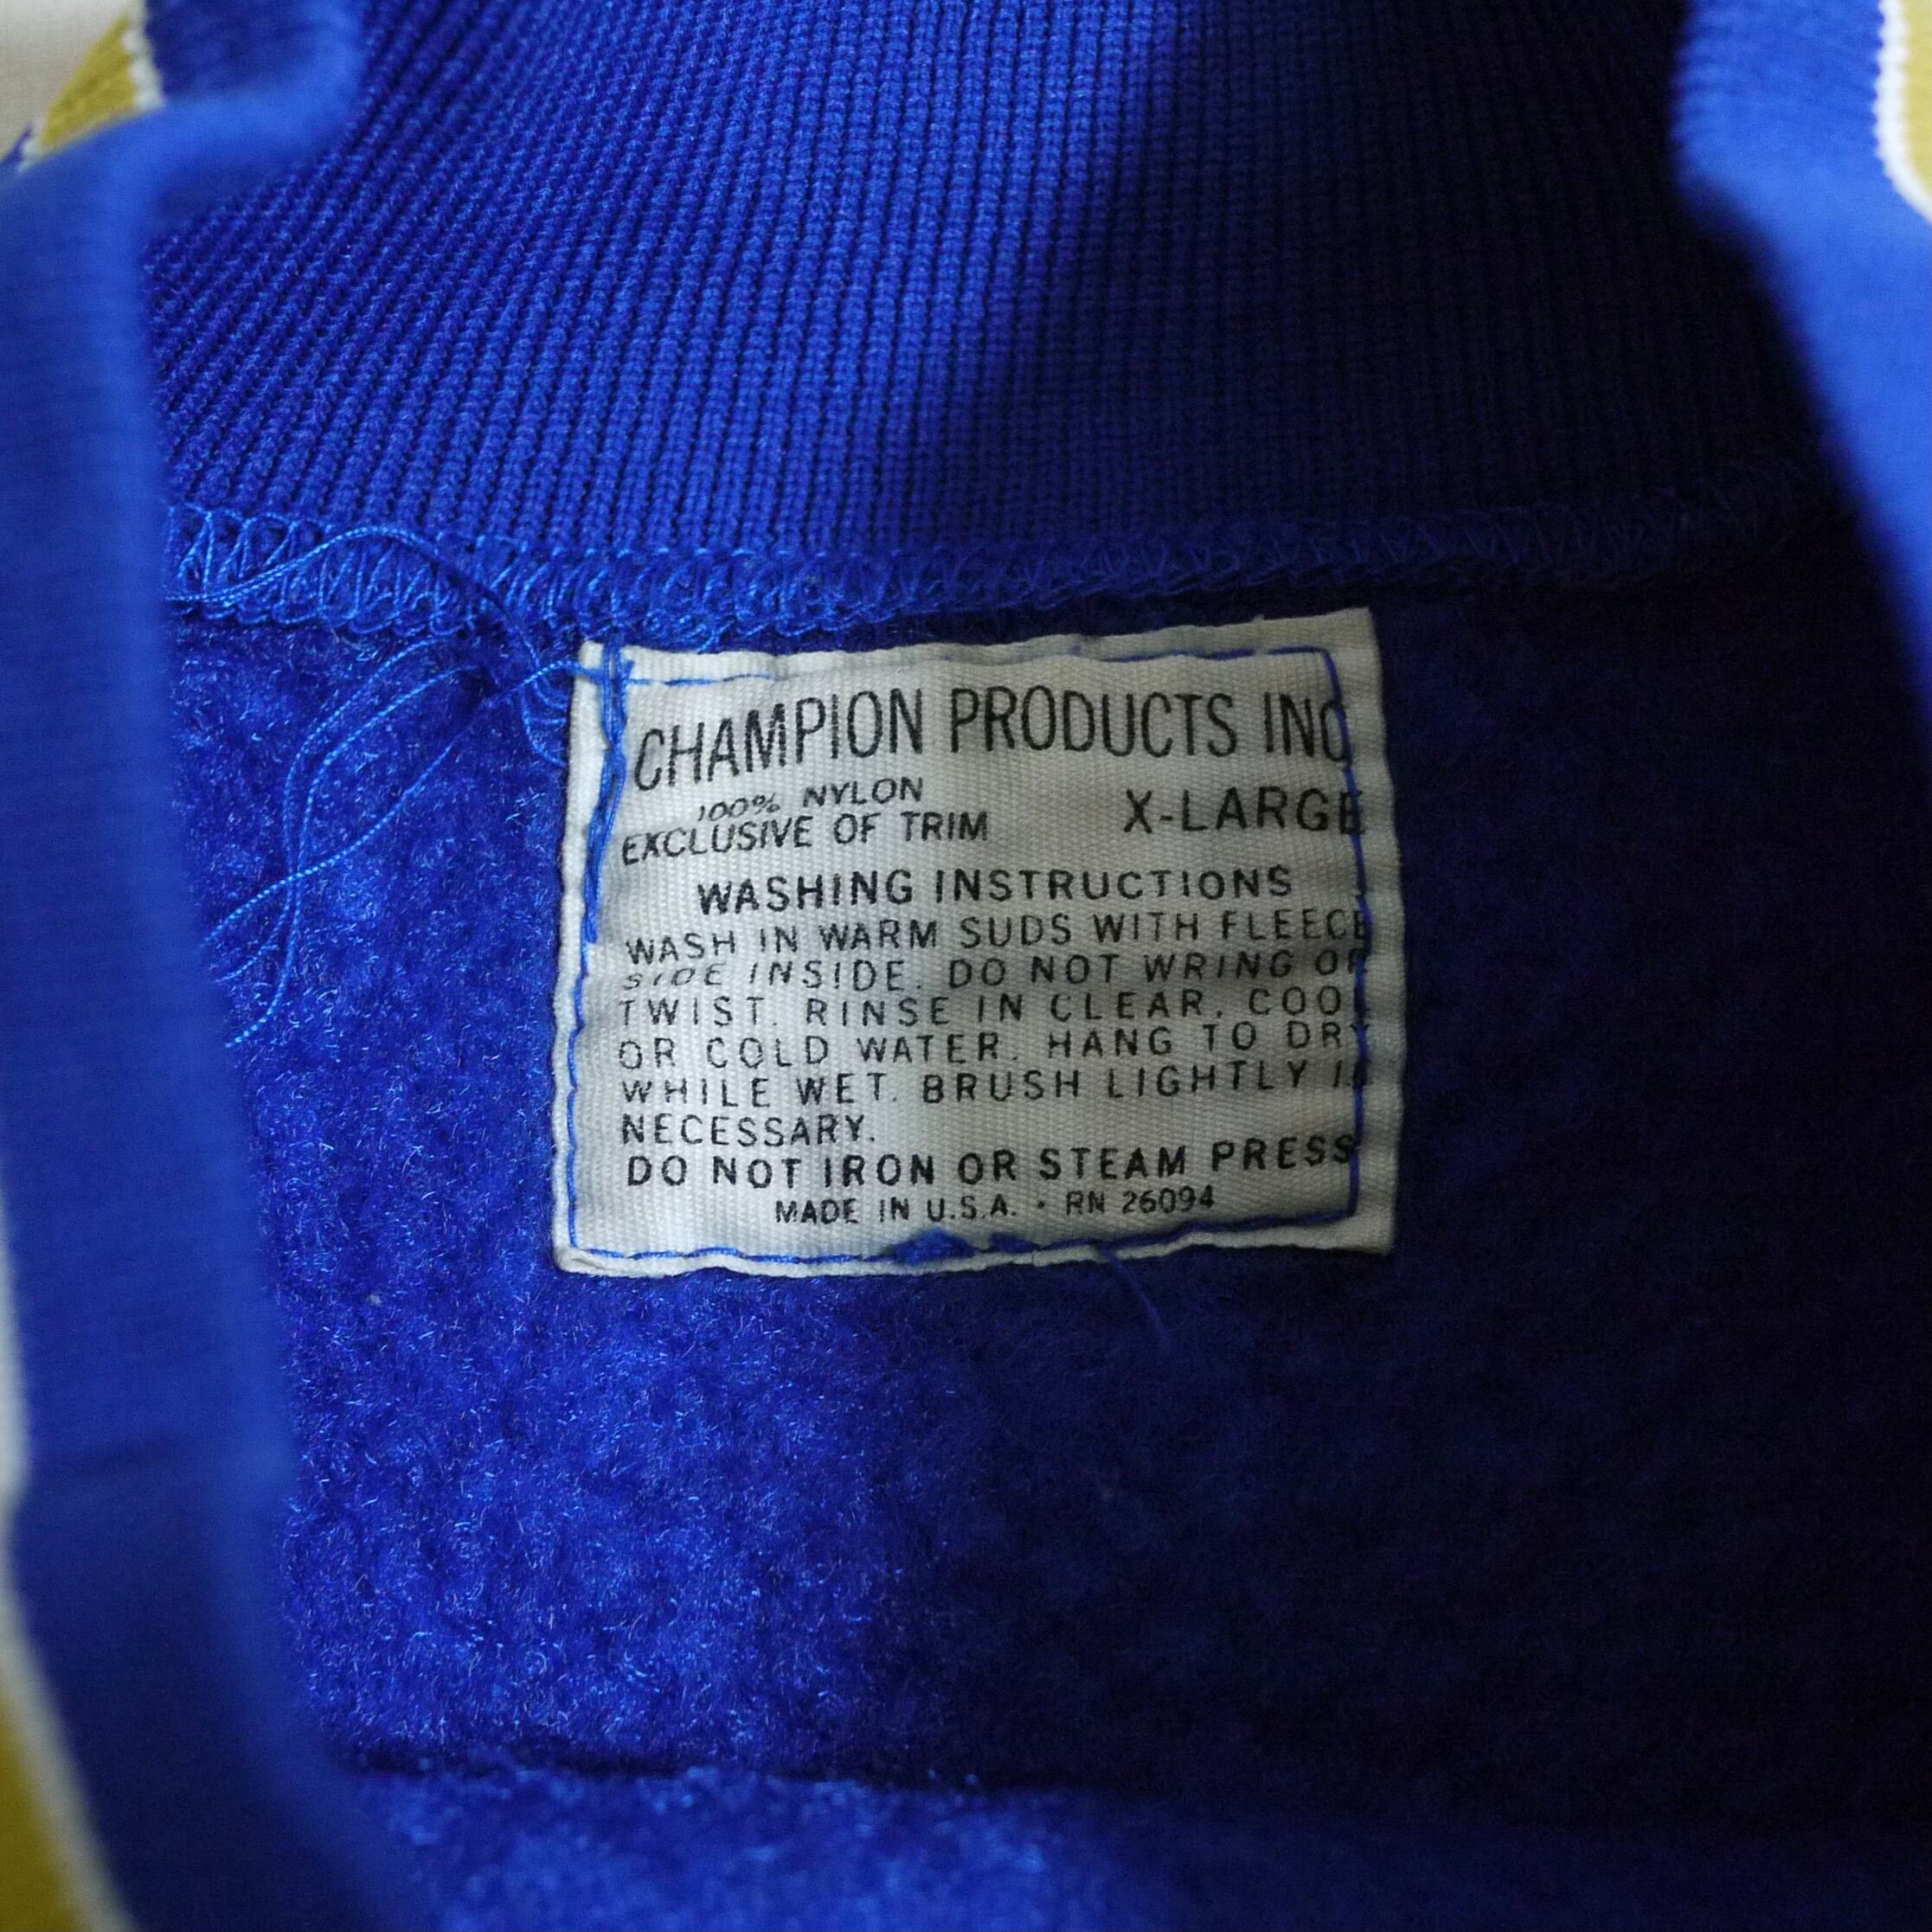 CHAMPION PRODUCTS INC
100% NYLON
EXCLUSIVE OF TRIM X-LARGE
WASHING INSTRUCTIONS
WASH IN WARM SUDS WITH FLEECE
SIDE INSIDE. DO NOT WRING OR
TWIST. RINSE IN CLEAR, COOL
OR COLD WATER. HANG TO DRY
WHILE WET. BRUSH LIGHTLY IF
NECESSARY.
DO NOT IRON OR STEAM PRESS
MADE IN U.S.A. · RN 26094